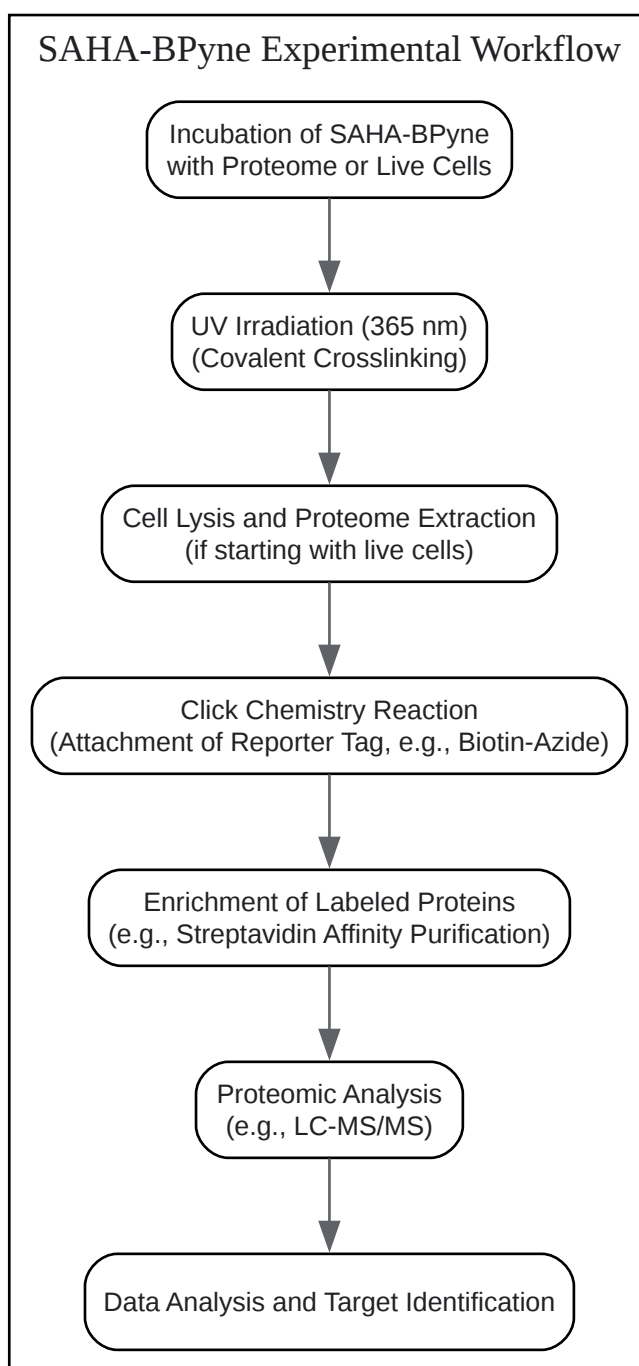 SAHA-BPyne Experimental Workflow
Incubation of SAHA-BPyne
with Proteome or Live Cells
UV Irradiation (365 nm)
(Covalent Crosslinking)
Cell Lysis and Proteome Extraction
(if starting with live cells)
Click Chemistry Reaction
(Attachment of Reporter Tag, e.g., Biotin-Azide)
Enrichment of Labeled Proteins
(e.g., Streptavidin Affinity Purification)
Proteomic Analysis
(e.g., LC-MS/MS)
Data Analysis and Target Identification